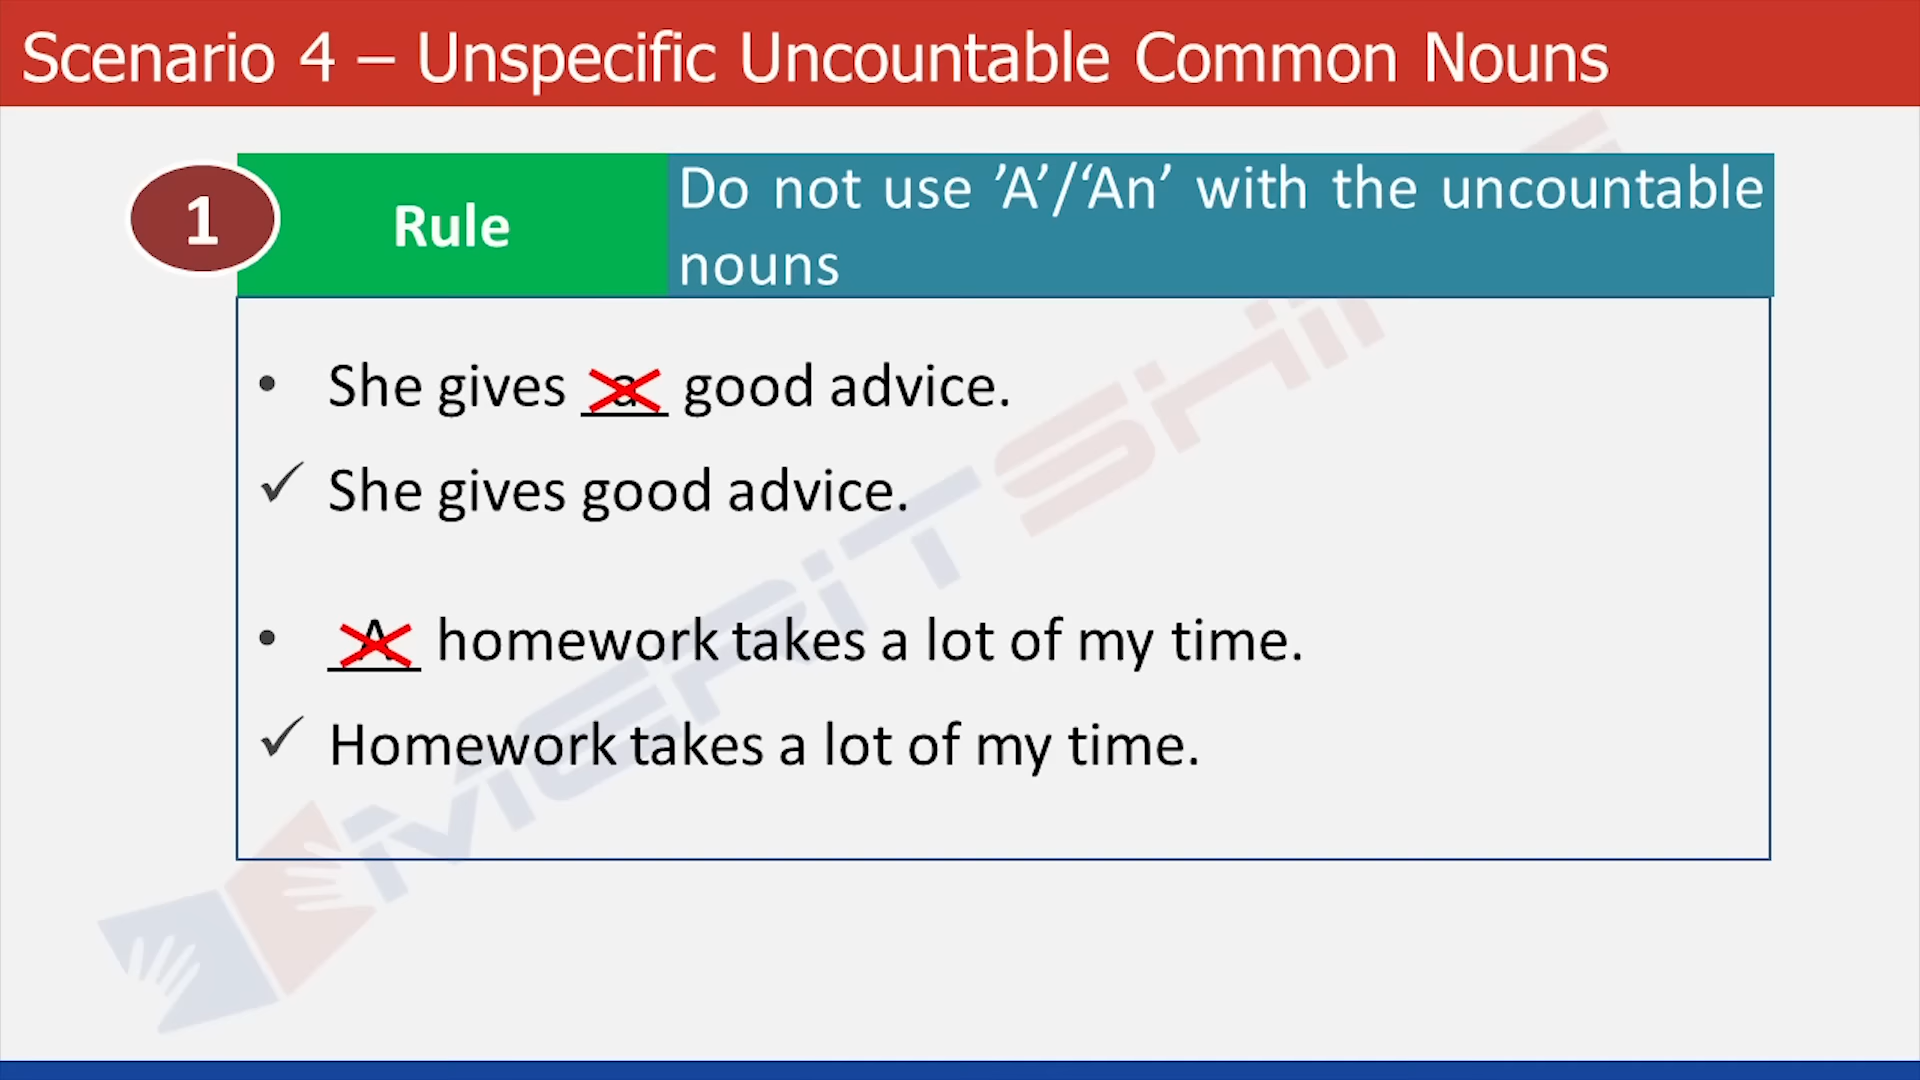 Scenario 4 – Unspecific Uncountable Common Nouns
1
Rule
Do not use ’A’/‘An’ with the uncountable
nouns
• She gives a good advice.
✓ She gives good advice.
• A homework takes a lot of my time.
✓ Homework takes a lot of my time.